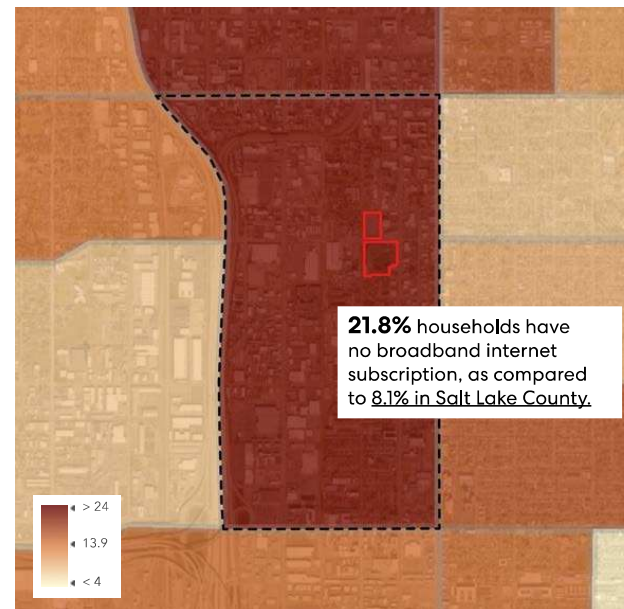 21.8% households have
no broadband internet
subscription, as compared
to 8.1% in Salt Lake County.
> 24
13.9
< 4